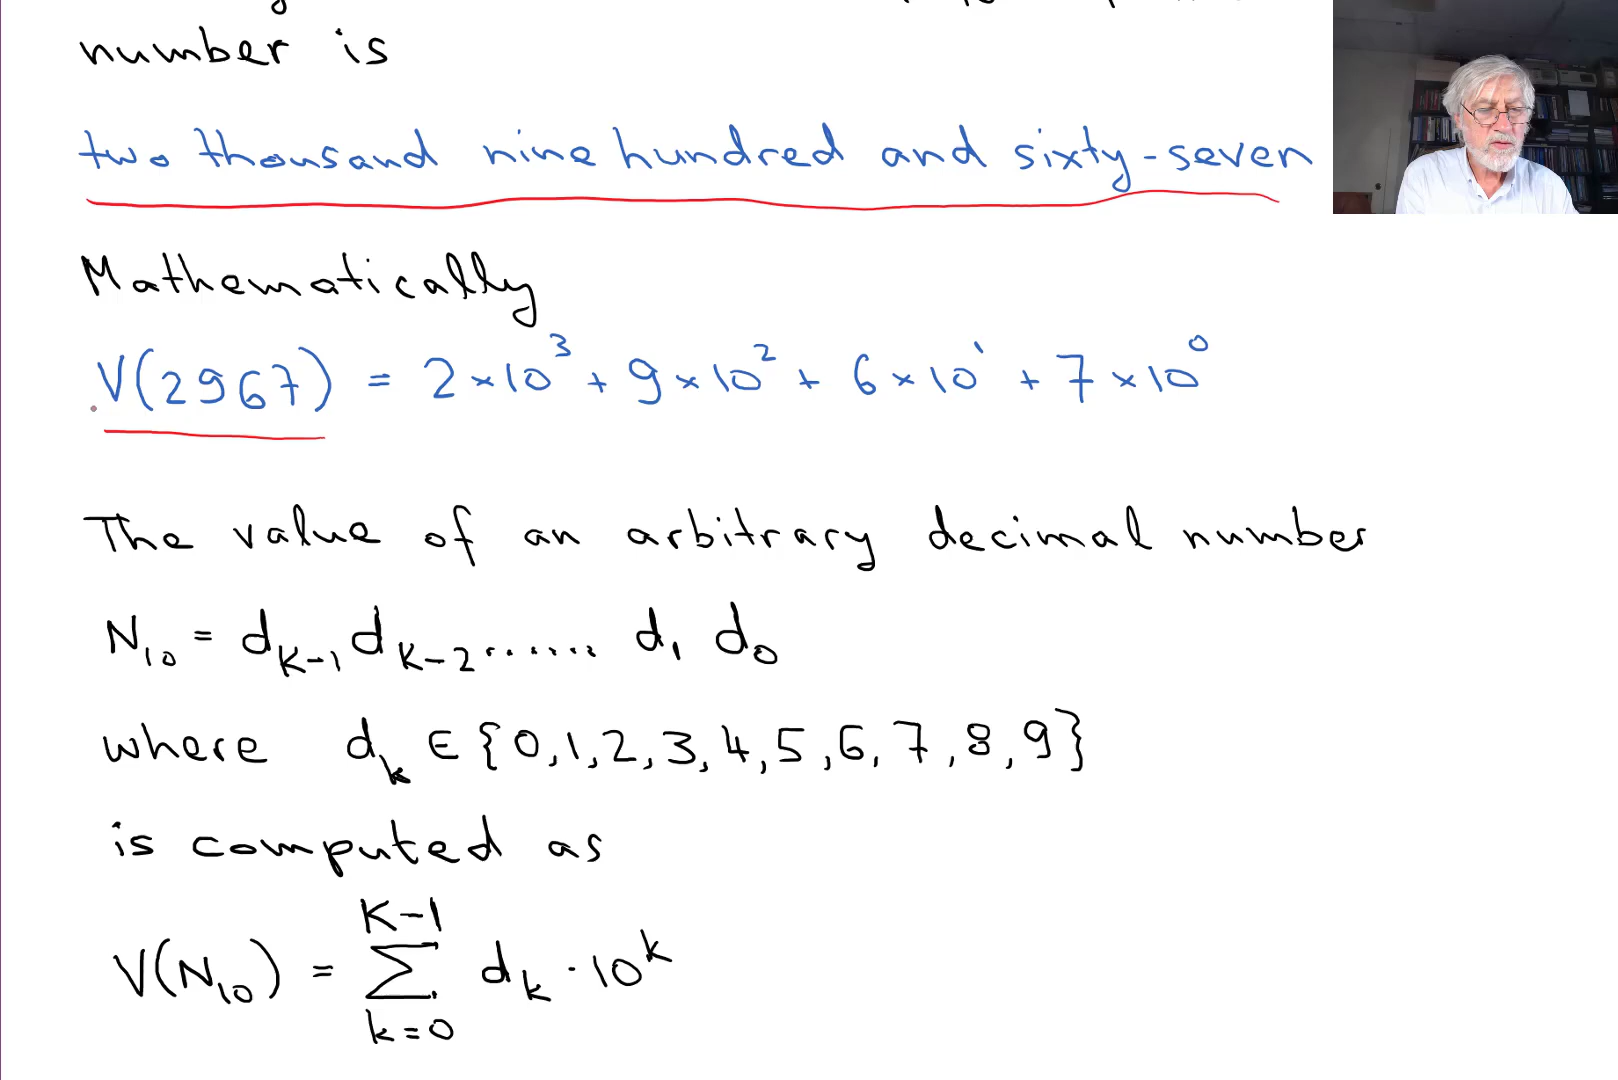 number is
two thousand nine hundred and sixty-seven
Mathematically
V(2967) = 2×10³ + 9×10² + 6×10¹ + 7×10⁰
The value of an arbitrary decimal number
N₁₀ = d_{K-1} d_{K-2} ...... d₁ d₀
where d_k ∈ {0,1,2,3,4,5,6,7,8,9}
is computed as
V(N₁₀) = \sum_{k=0}^{K-1} d_k · 10^k